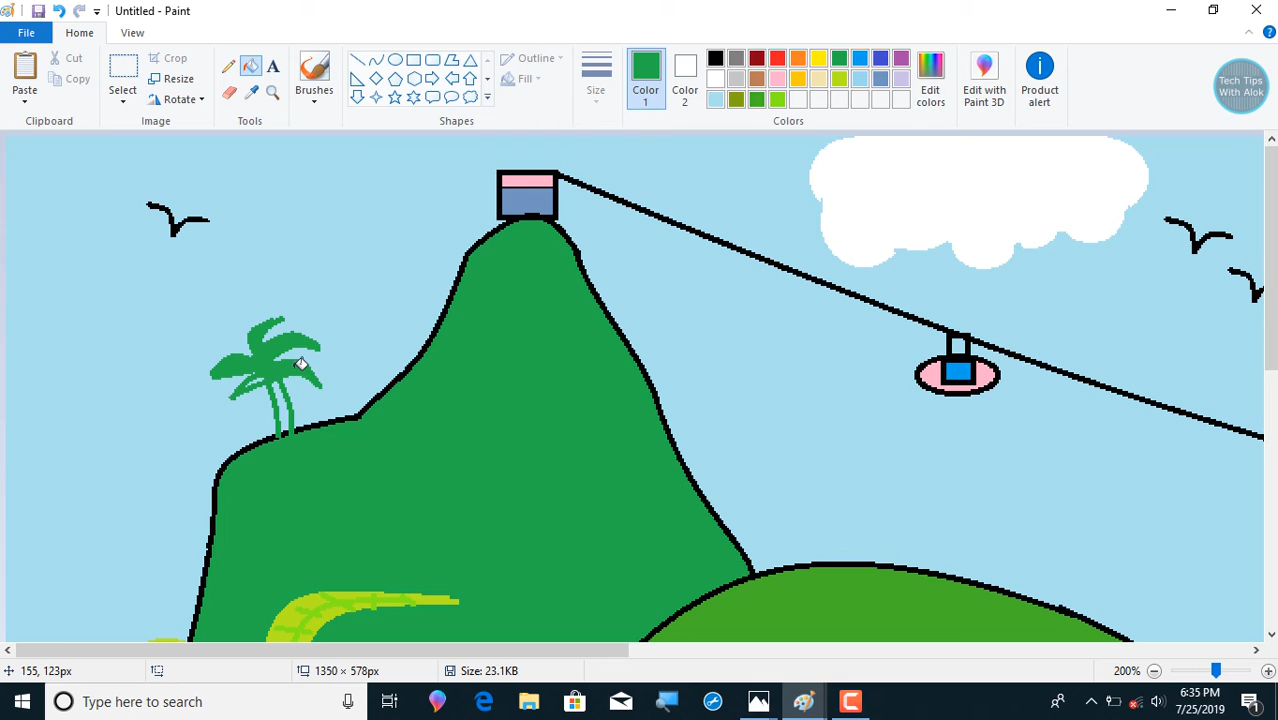 Untitled - Paint
File
Home
View
Paste
Cut
Copy
Clipboard
Select
Crop
Resize
Rotate
Image
Tools
Brushes
Outline
Fill
Shapes
Size
Color 1
Color 2
Edit colors
Edit with Paint 3D
Product alert
Colors
Tech Tips
With Alok
155, 123px
1350 × 578px
Size: 23.1KB
200%
Type here to search
6:35 PM
7/25/2019
1